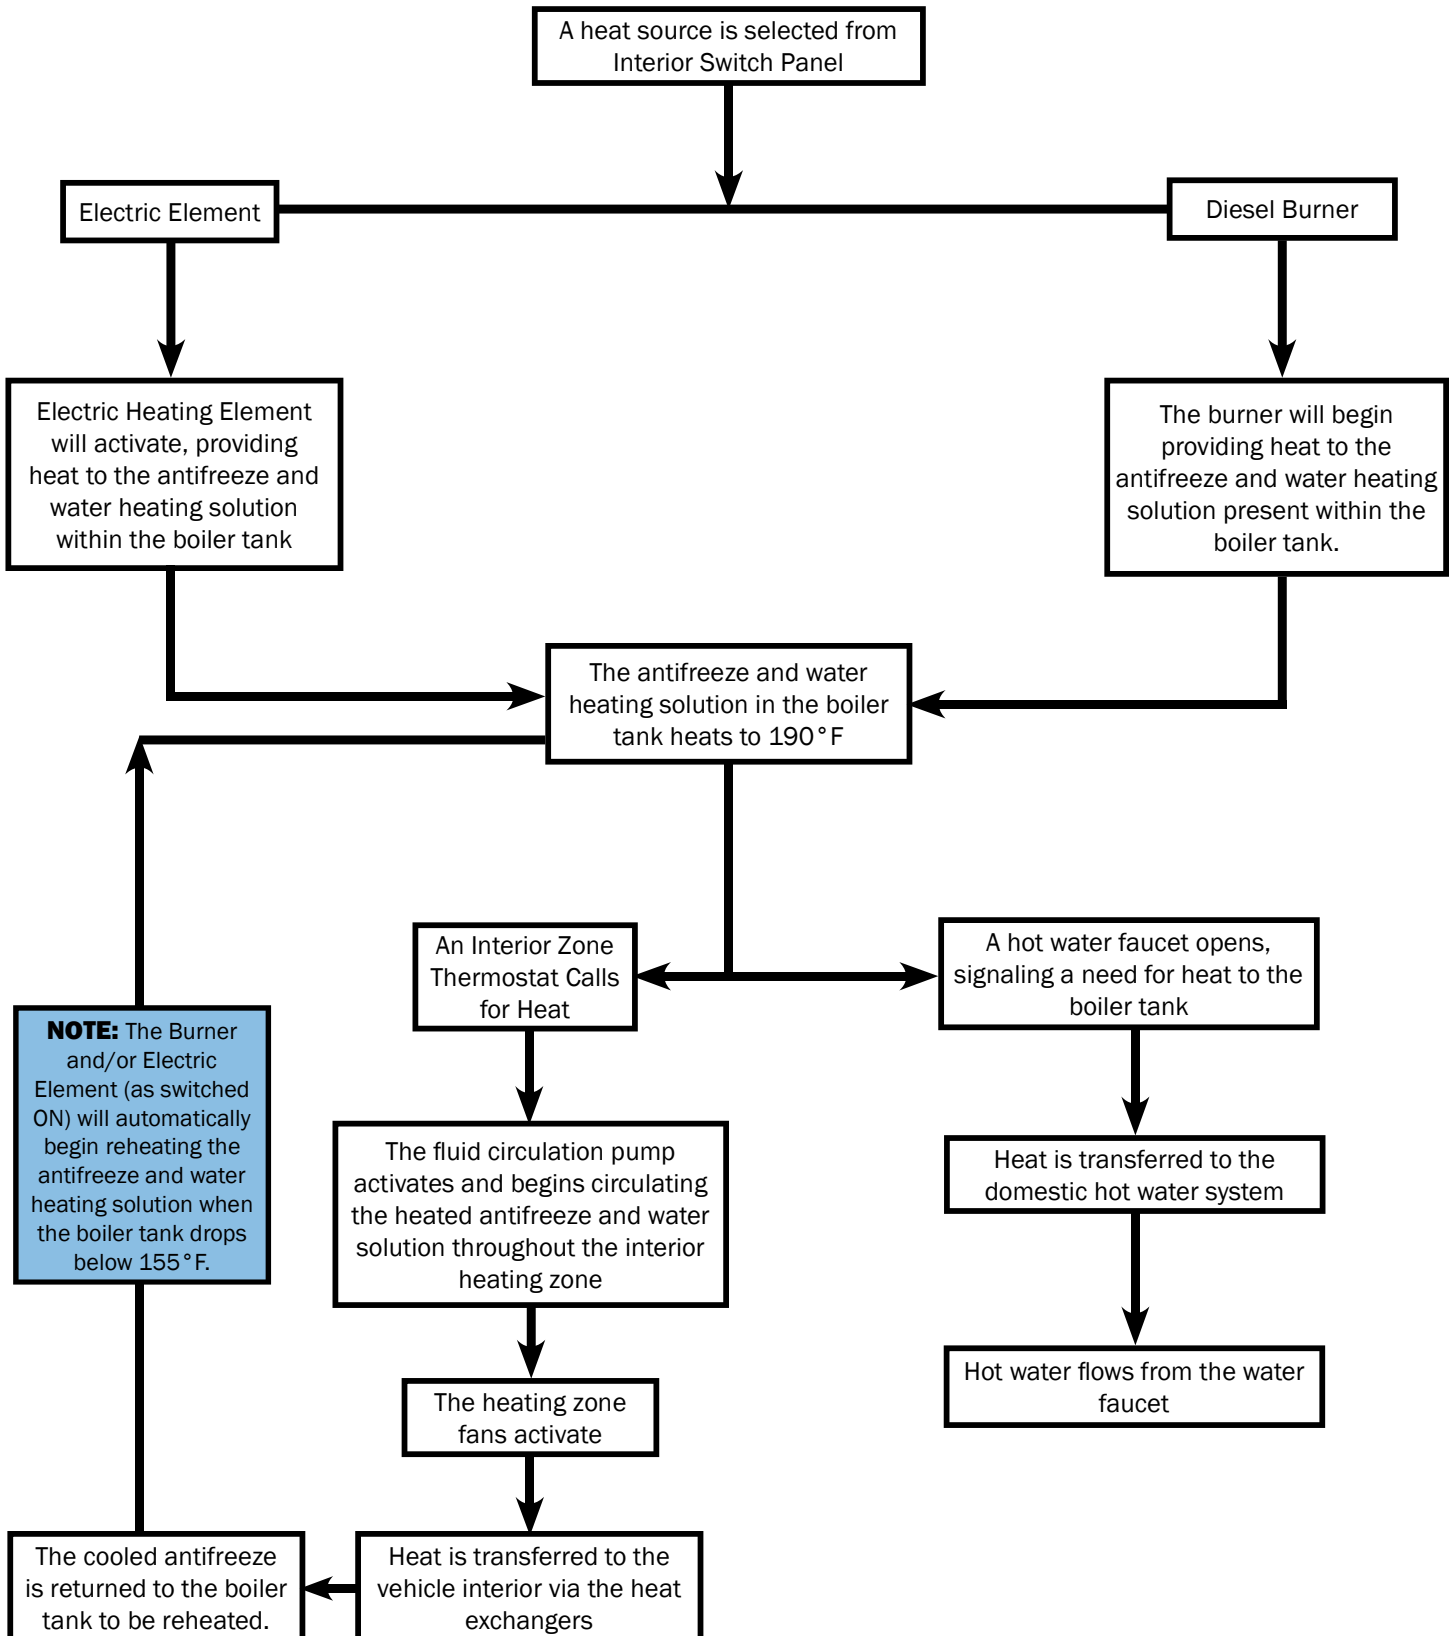 A heat source is selected from
Interior Switch Panel
Electric Element
Diesel Burner
Electric Heating Element
will activate, providing
heat to the antifreeze and
water heating solution
within the boiler tank
The burner will begin
providing heat to the
antifreeze and water heating
solution present within the
boiler tank.
The antifreeze and water
heating solution in the boiler
tank heats to 190°F
An Interior Zone
Thermostat Calls
for Heat
A hot water faucet opens,
signaling a need for heat to the
boiler tank
NOTE: The Burner
and/or Electric
Element (as switched
ON) will automatically
begin reheating the
antifreeze and water
heating solution when
the boiler tank drops
below 155°F.
The fluid circulation pump
activates and begins circulating
the heated antifreeze and water
solution throughout the interior
heating zone
Heat is transferred to the
domestic hot water system
The heating zone
fans activate
Hot water flows from the water
faucet
The cooled antifreeze
is returned to the boiler
tank to be reheated.
Heat is transferred to the
vehicle interior via the heat
exchangers